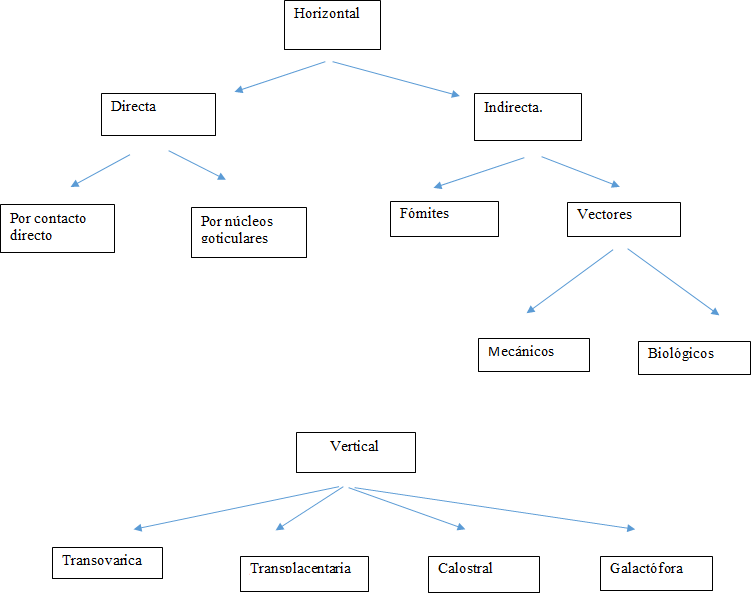 Horizontal
Directa
Indirecta.
Por contacto
directo
Por núcleos
goticulares
Fómites
Vectores
Mecánicos
Biológicos
Vertical
Transovarica
Transplacentaria
Calostral
Galactófora